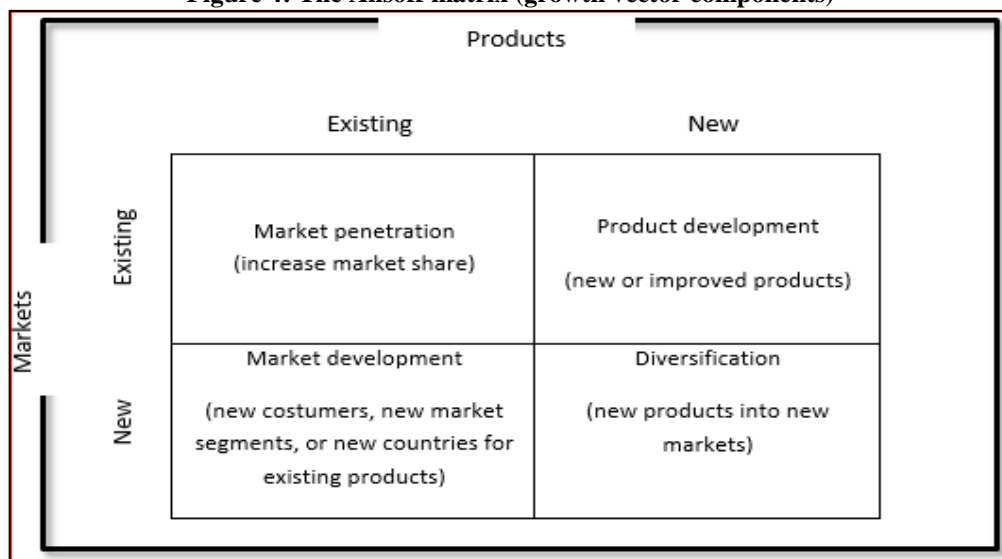 Figure 4: The Ansoff matrix (growth vector components)
Products
Existing
New
Markets
Existing
Market penetration
(increase market share)
Product development
(new or improved products)
New
Market development
(new costumers, new market
segments, or new countries for
existing products)
Diversification
(new products into new
markets)